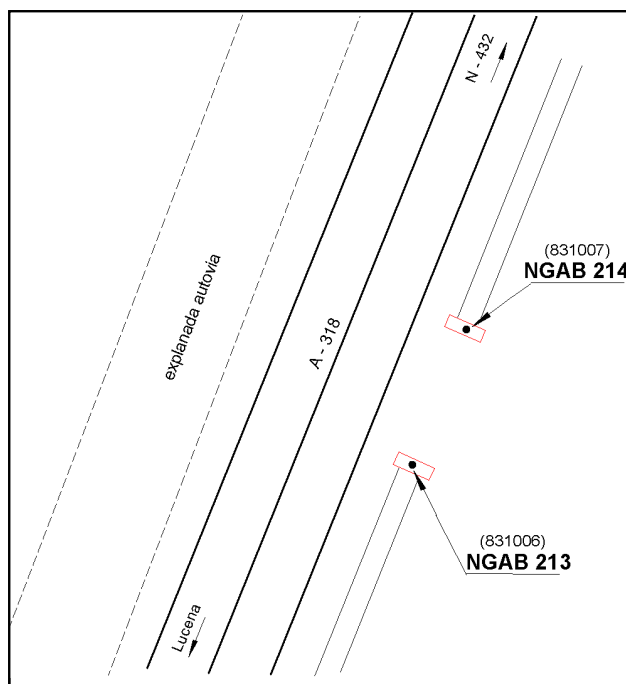 N - 432
(831007)
NGAB 214
explanada autovia
A - 318
(831006)
NGAB 213
Lucena